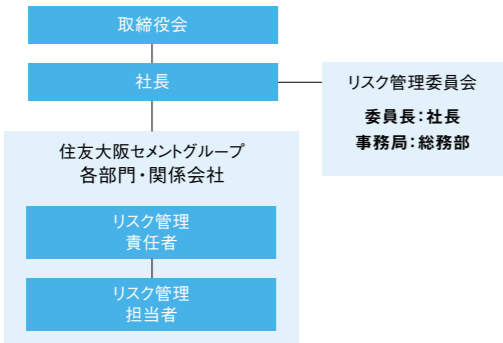 取締役会
社長
リスク管理委員会
委員長：社長
事務局：総務部
住友大阪セメントグループ
各部門・関係会社
リスク管理
責任者
リスク管理
担当者